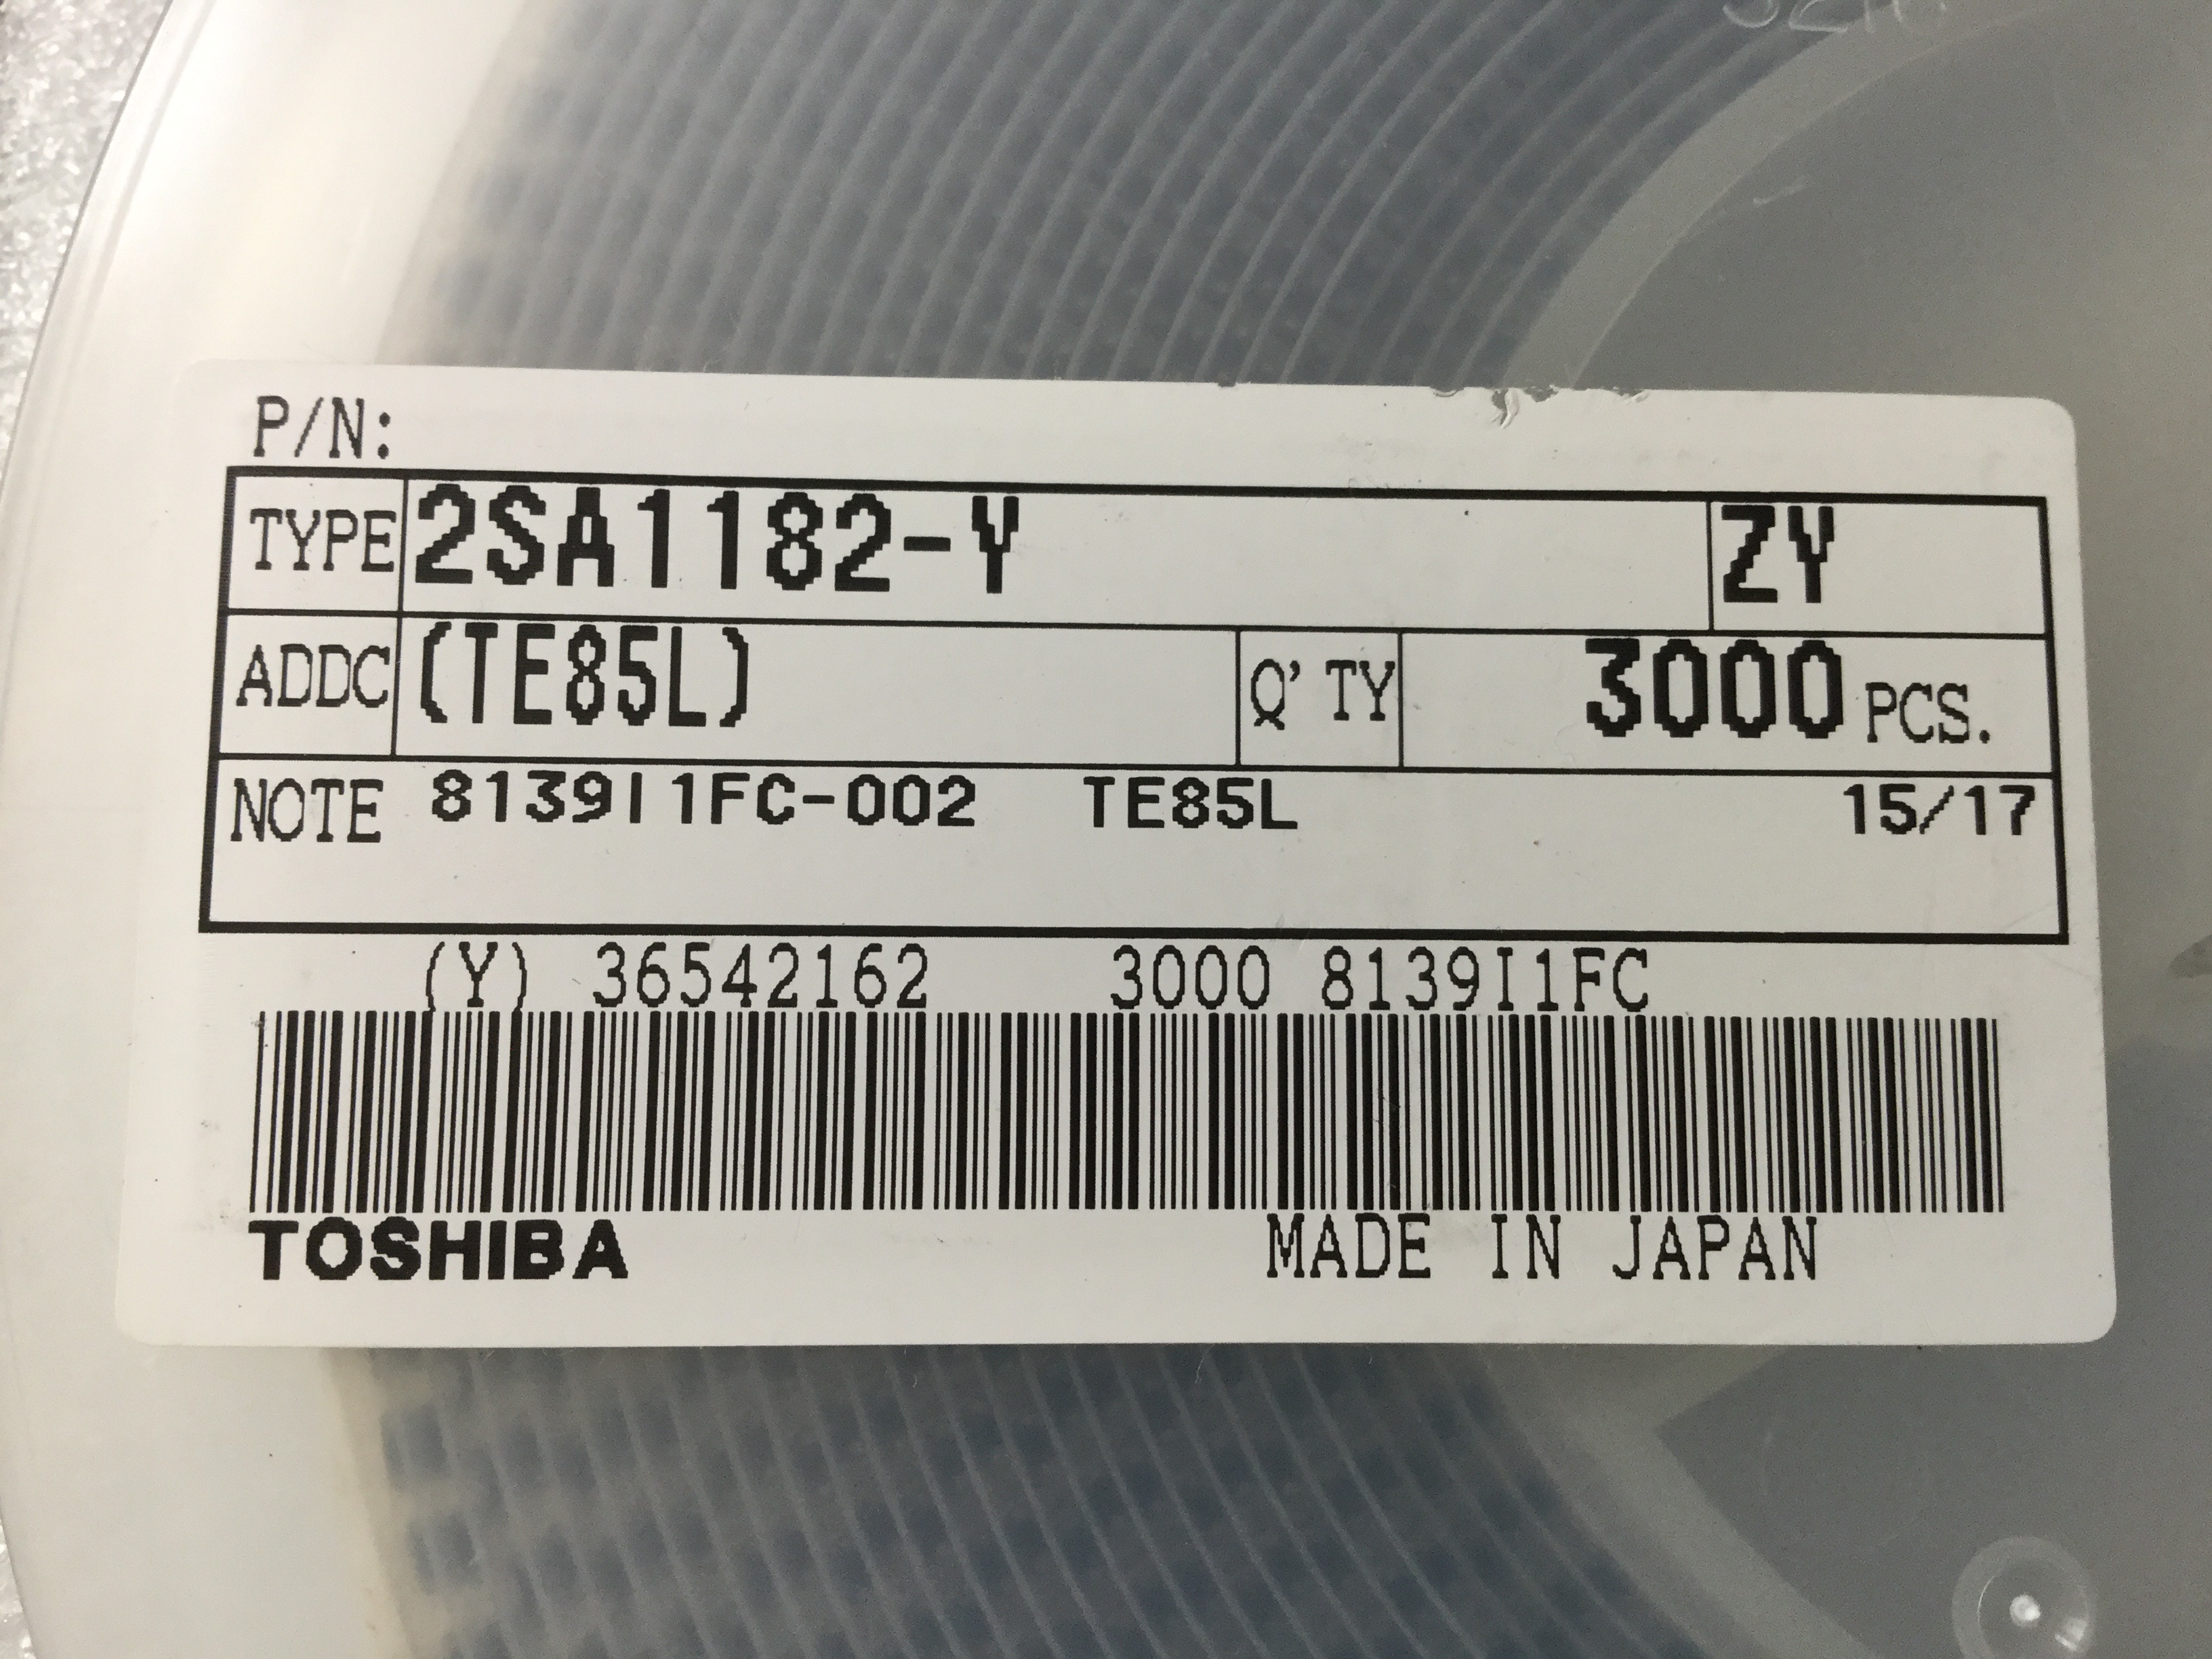 P/N:
TYPE 2SA1182-Y ZY
ADDC (TE85L) Q'TY 3000 PCS.
NOTE 8139I1FC-002 TE85L 15/17
(Y) 36542162 3000 8139I1FC
TOSHIBA MADE IN JAPAN